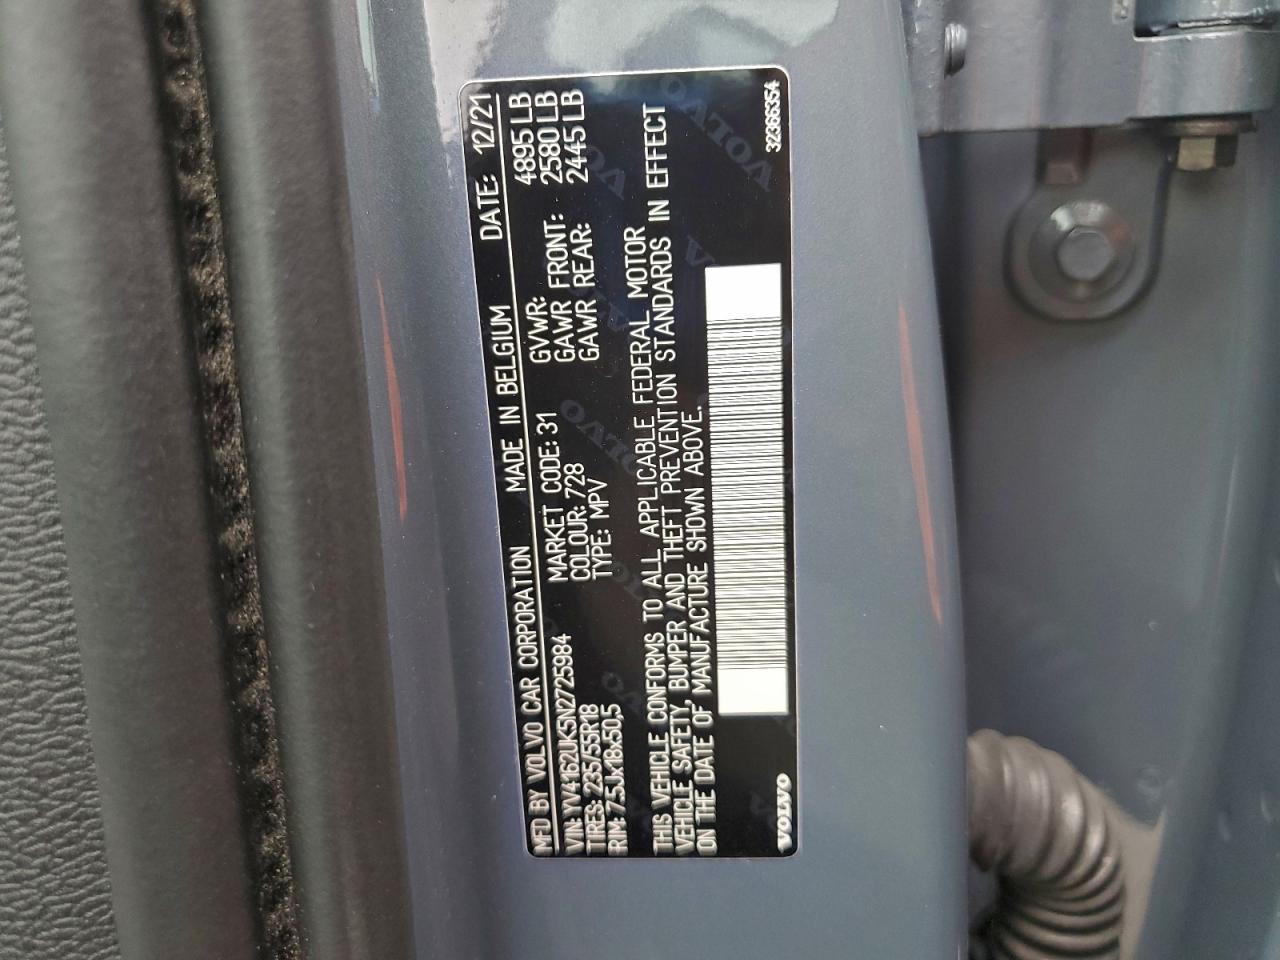 MFD BY VOLVO CAR CORPORATION MADE IN BELGIUM DATE: 12/21
VIN: YV4162UK5N2725984 MARKET CODE: 31 GVWR: 4895 LB
TIRES: 235/55R18 COLOUR: 728 GAWR FRONT: 2580 LB
RIM: 7.5Jx18x50,5 TYPE: MPV GAWR REAR: 2445 LB
THIS VEHICLE CONFORMS TO ALL APPLICABLE FEDERAL MOTOR
VEHICLE SAFETY, BUMPER AND THEFT PREVENTION STANDARDS IN EFFECT
ON THE DATE OF MANUFACTURE SHOWN ABOVE.
VOLVO 32366354